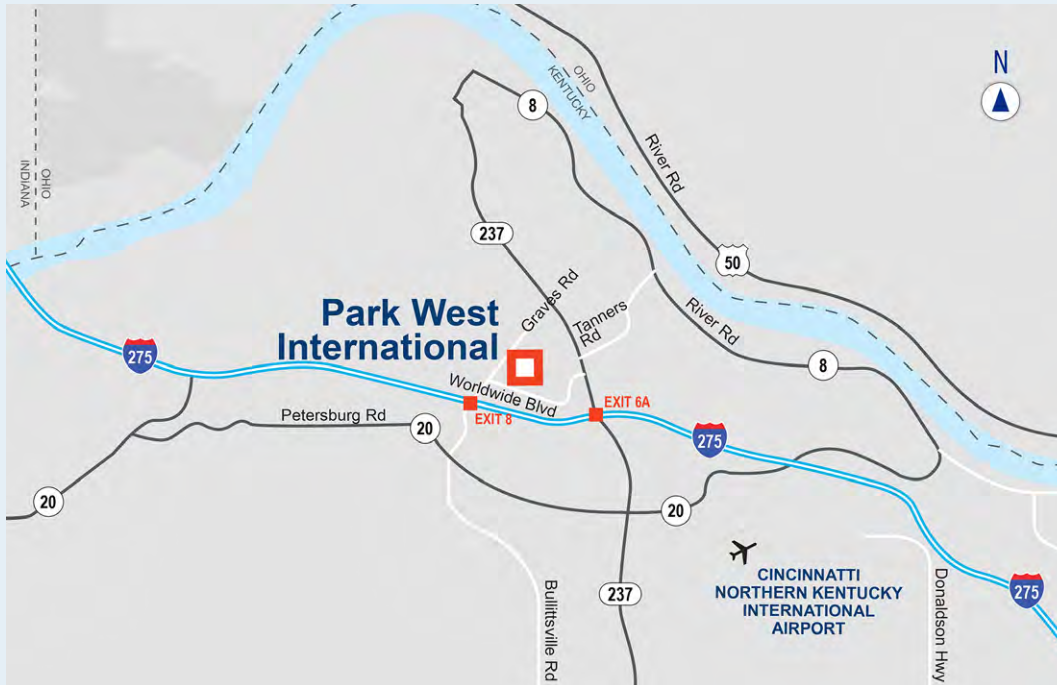 N
OHIO
KENTUCKY
8
River Rd
OHIO
INDIANA
237
50
Graves Rd
Tanners
Rd
River Rd
Park West
International
275
8
Worldwide Blvd
EXIT 6A
Petersburg Rd
EXIT 8
20
275
20
20
CINCINNATTI
NORTHERN KENTUCKY
INTERNATIONAL
AIRPORT
237
275
Bullittsville Rd
Donaldson Hwy